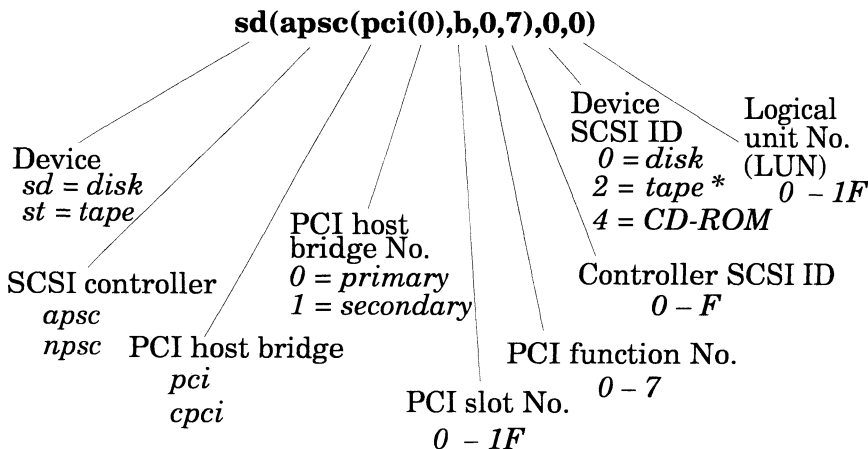 sd(apsc(pci(0),b,0,7),0,0)
Device
sd = disk
st = tape
SCSI controller
apsc
npsc
PCI host bridge
pci
cpci
PCI host
bridge No.
0 = primary
1 = secondary
PCI slot No.
0 – 1F
PCI function No.
0 – 7
Controller SCSI ID
0 – F
Device
SCSI ID
0 = disk
2 = tape *
4 = CD-ROM
Logical
unit No.
(LUN)
0 – 1F